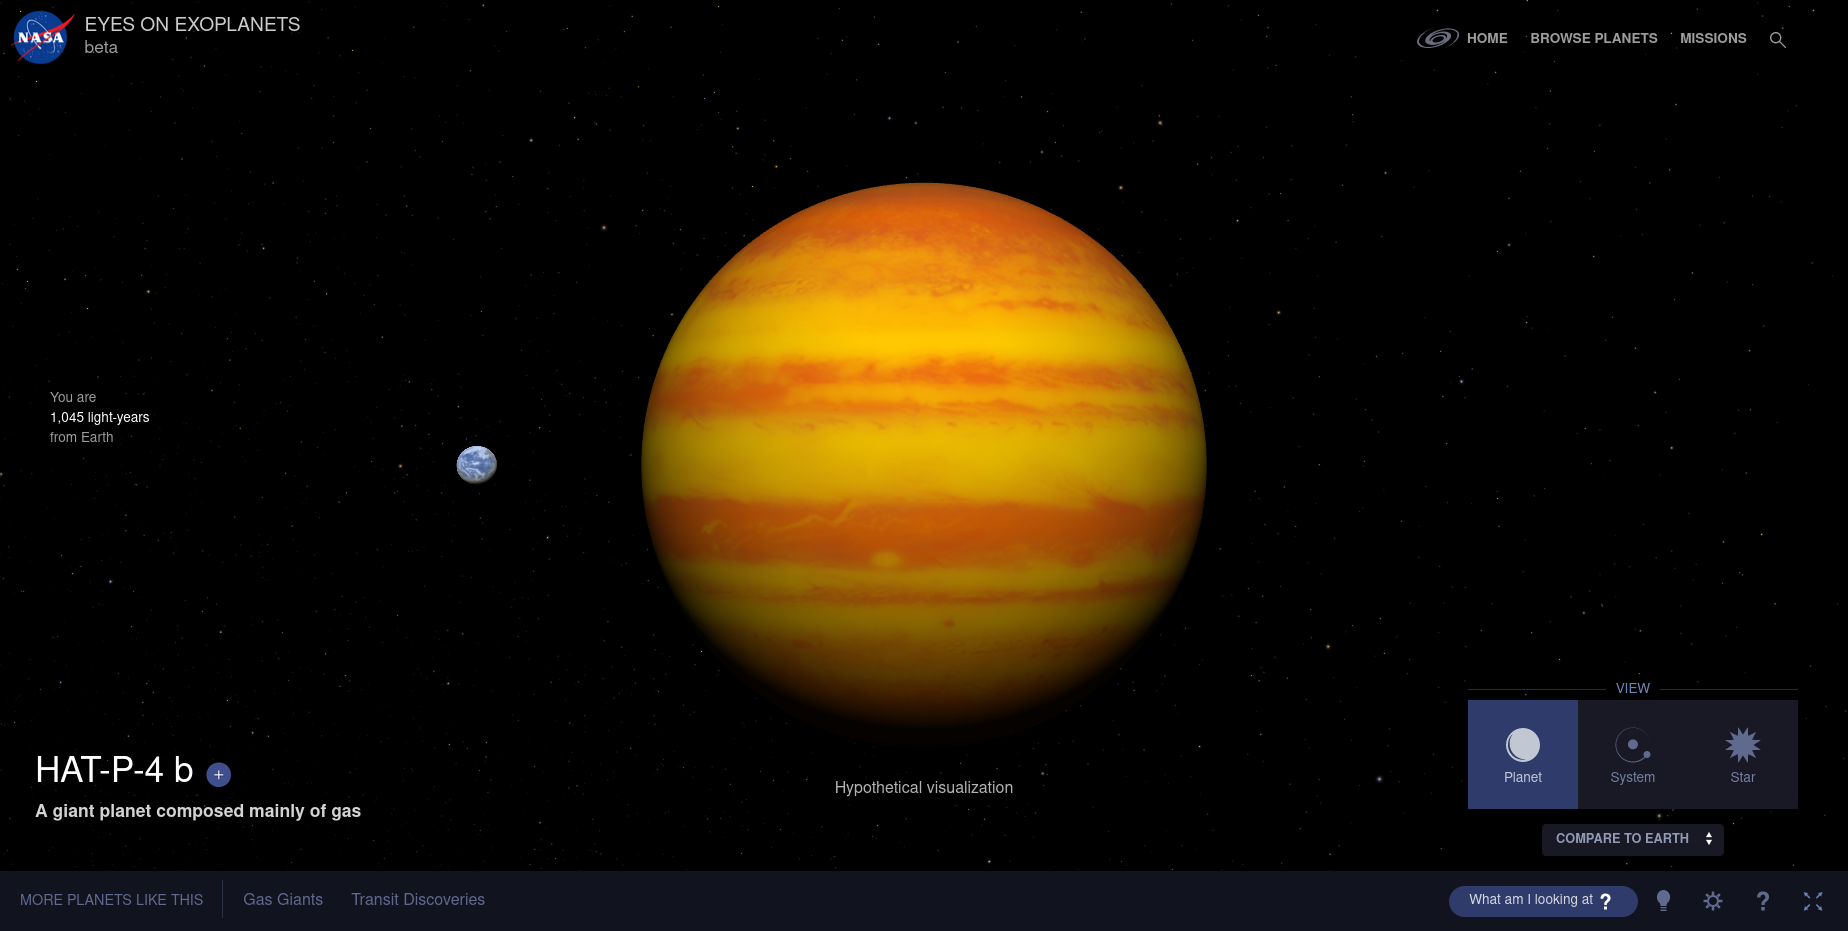 NASA
EYES ON EXOPLANETS
beta
HOME
BROWSE PLANETS
MISSIONS
You are
1,045 light-years
from Earth
HAT-P-4 b +
A giant planet composed mainly of gas
Hypothetical visualization
VIEW
Planet
System
Star
COMPARE TO EARTH
MORE PLANETS LIKE THIS
Gas Giants
Transit Discoveries
What am I looking at ?
?